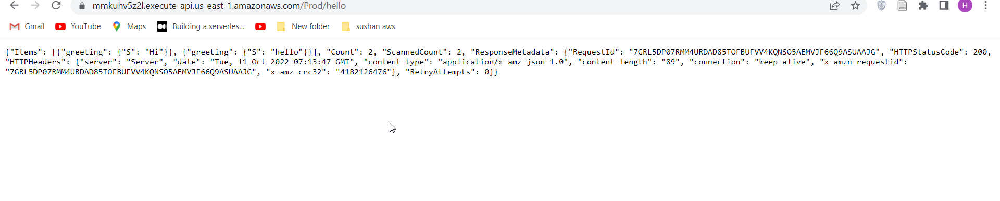 mmkuhv5z2l.execute-api.us-east-1.amazonaws.com/Prod/hello
H
Gmail YouTube Maps Building a serverles... New folder sushan aws
{"Items": [{"greeting": {"S": "Hi"}}, {"greeting": {"S": "hello"}}], "Count": 2, "ScannedCount": 2, "ResponseMetadata": {"RequestId": "7GRL5DP07RMM4URDAD85TOFBUFVV4KQNSO5AEMVJF66Q9ASUAAJG", "HTTPStatusCode": 200,
"HTTPHeaders": {"server": "Server", "date": "Tue, 11 Oct 2022 07:13:47 GMT", "content-type": "application/x-amz-json-1.0", "content-length": "89", "connection": "keep-alive", "x-amzn-requestid":
"7GRL5DP07RMM4URDAD85TOFBUFVV4KQNSO5AEMVJF66Q9ASUAAJG", "x-amz-crc32": "4182126476"}, "RetryAttempts": 0}}